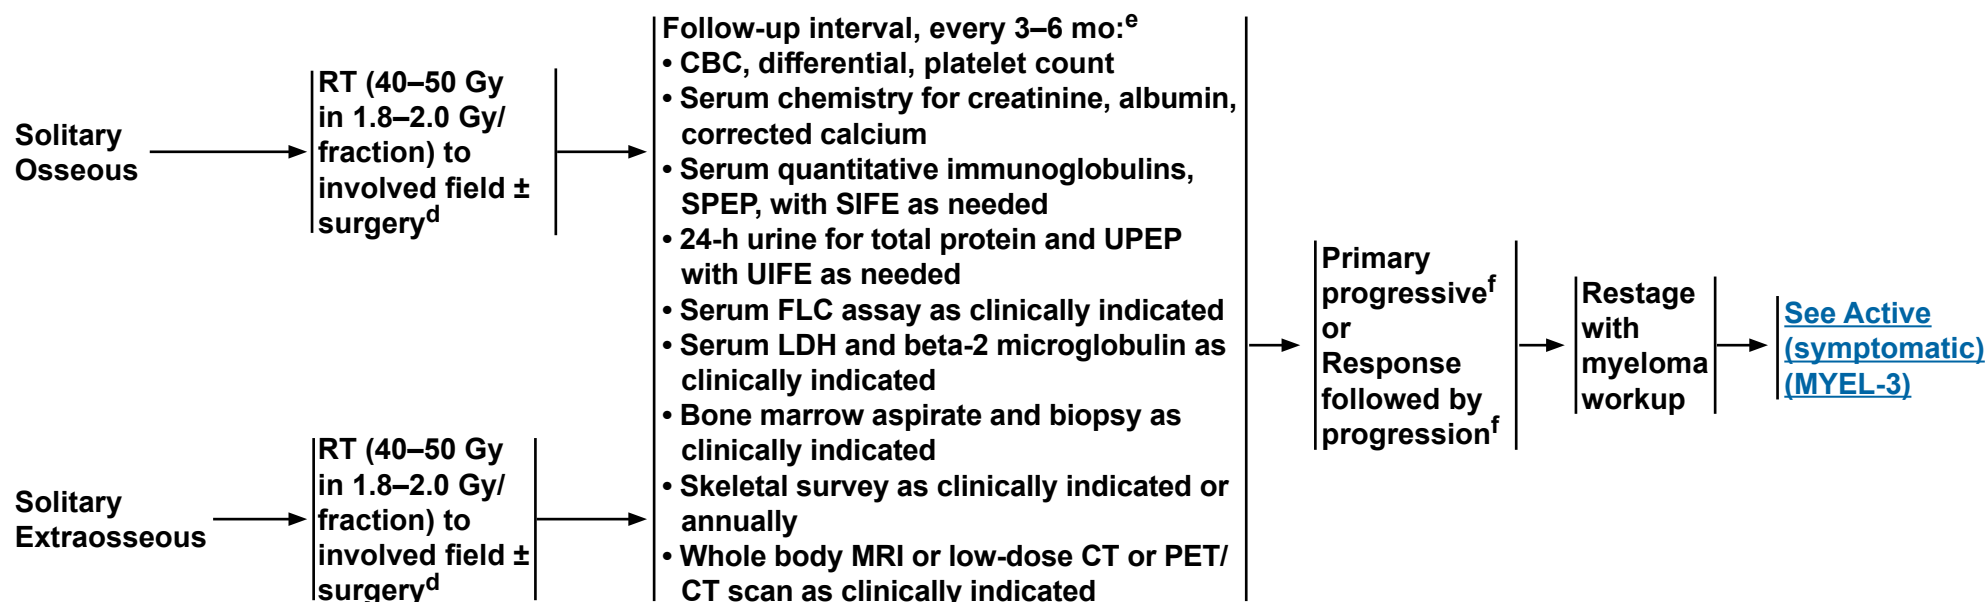 Solitary
Osseous
RT (40–50 Gy
in 1.8–2.0 Gy/
fraction) to
involved field ±
surgeryd
Solitary
Extraosseous
RT (40–50 Gy
in 1.8–2.0 Gy/
fraction) to
involved field ±
surgeryd
Follow-up interval, every 3–6 mo:e
• CBC, differential, platelet count
• Serum chemistry for creatinine, albumin,
corrected calcium
• Serum quantitative immunoglobulins,
SPEP, with SIFE as needed
• 24-h urine for total protein and UPEP
with UIFE as needed
• Serum FLC assay as clinically indicated
• Serum LDH and beta-2 microglobulin as
clinically indicated
• Bone marrow aspirate and biopsy as
clinically indicated
• Skeletal survey as clinically indicated or
annually
• Whole body MRI or low-dose CT or PET/
CT scan as clinically indicated
Primary
progressivef
or
Response
followed by
progressionf
Restage
with
myeloma
workup
See Active
(symptomatic)
(MYEL-3)